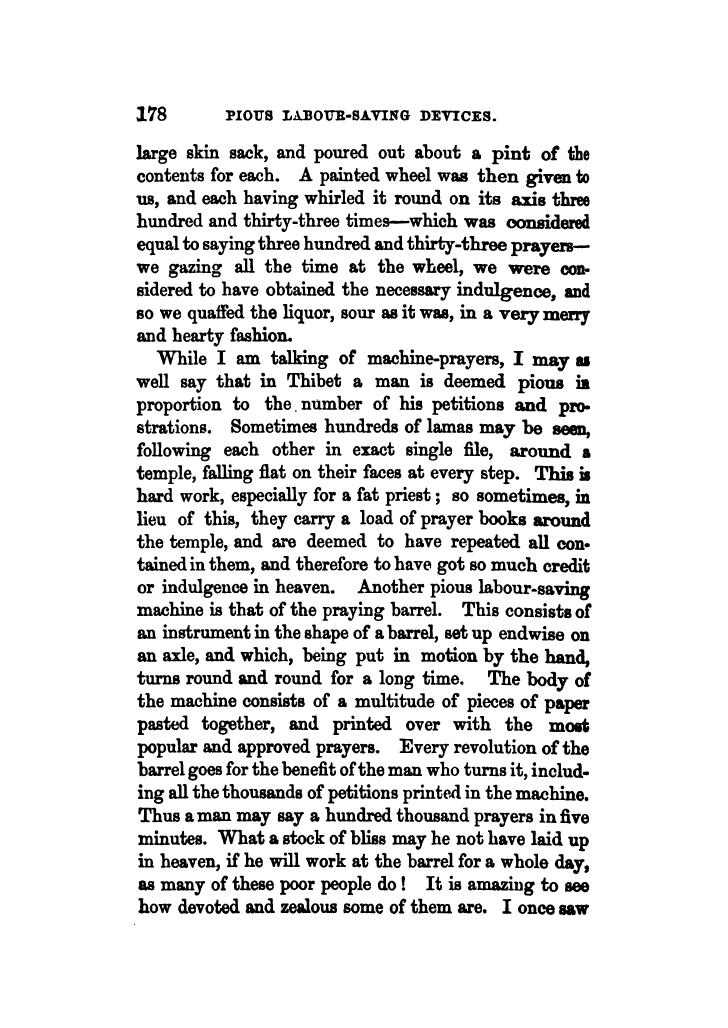 178 PIOUS LABOUR-SAVING DEVICES.
large skin sack, and poured out about a pint of the
contents for each. A painted wheel was then given to
us, and each having whirled it round on its axis three
hundred and thirty-three times—which was considered
equal to saying three hundred and thirty-three prayers—
we gazing all the time at the wheel, we were con-
sidered to have obtained the necessary indulgence, and
so we quaffed the liquor, sour as it was, in a very merry
and hearty fashion.
While I am talking of machine-prayers, I may as
well say that in Thibet a man is deemed pious in
proportion to the number of his petitions and pro-
strations. Sometimes hundreds of lamas may be seen,
following each other in exact single file, around a
temple, falling flat on their faces at every step. This is
hard work, especially for a fat priest; so sometimes, in
lieu of this, they carry a load of prayer books around
the temple, and are deemed to have repeated all con-
tained in them, and therefore to have got so much credit
or indulgence in heaven. Another pious labour-saving
machine is that of the praying barrel. This consists of
an instrument in the shape of a barrel, set up endwise on
an axle, and which, being put in motion by the hand,
turns round and round for a long time. The body of
the machine consists of a multitude of pieces of paper
pasted together, and printed over with the most
popular and approved prayers. Every revolution of the
barrel goes for the benefit of the man who turns it, includ-
ing all the thousands of petitions printed in the machine.
Thus a man may say a hundred thousand prayers in five
minutes. What a stock of bliss may he not have laid up
in heaven, if he will work at the barrel for a whole day,
as many of these poor people do! It is amazing to see
how devoted and zealous some of them are. I once saw